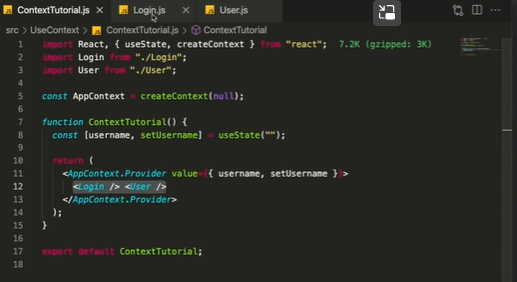 ContextTutorial.js Login.js User.js
src > UseContext > ContextTutorial.js > ContextTutorial
1 import React, { useState, createContext } from "react"; 7.2K (gzipped: 3K)
2 import Login from "./Login";
3 import User from "./User";
4
5 const AppContext = createContext(null);
6
7 function ContextTutorial() {
8 const [username, setUsername] = useState("");
9
10 return (
11 <AppContext.Provider value={{ username, setUsername }}>
12 <Login /> <User />
13 </AppContext.Provider>
14 );
15 }
16
17 export default ContextTutorial;
18